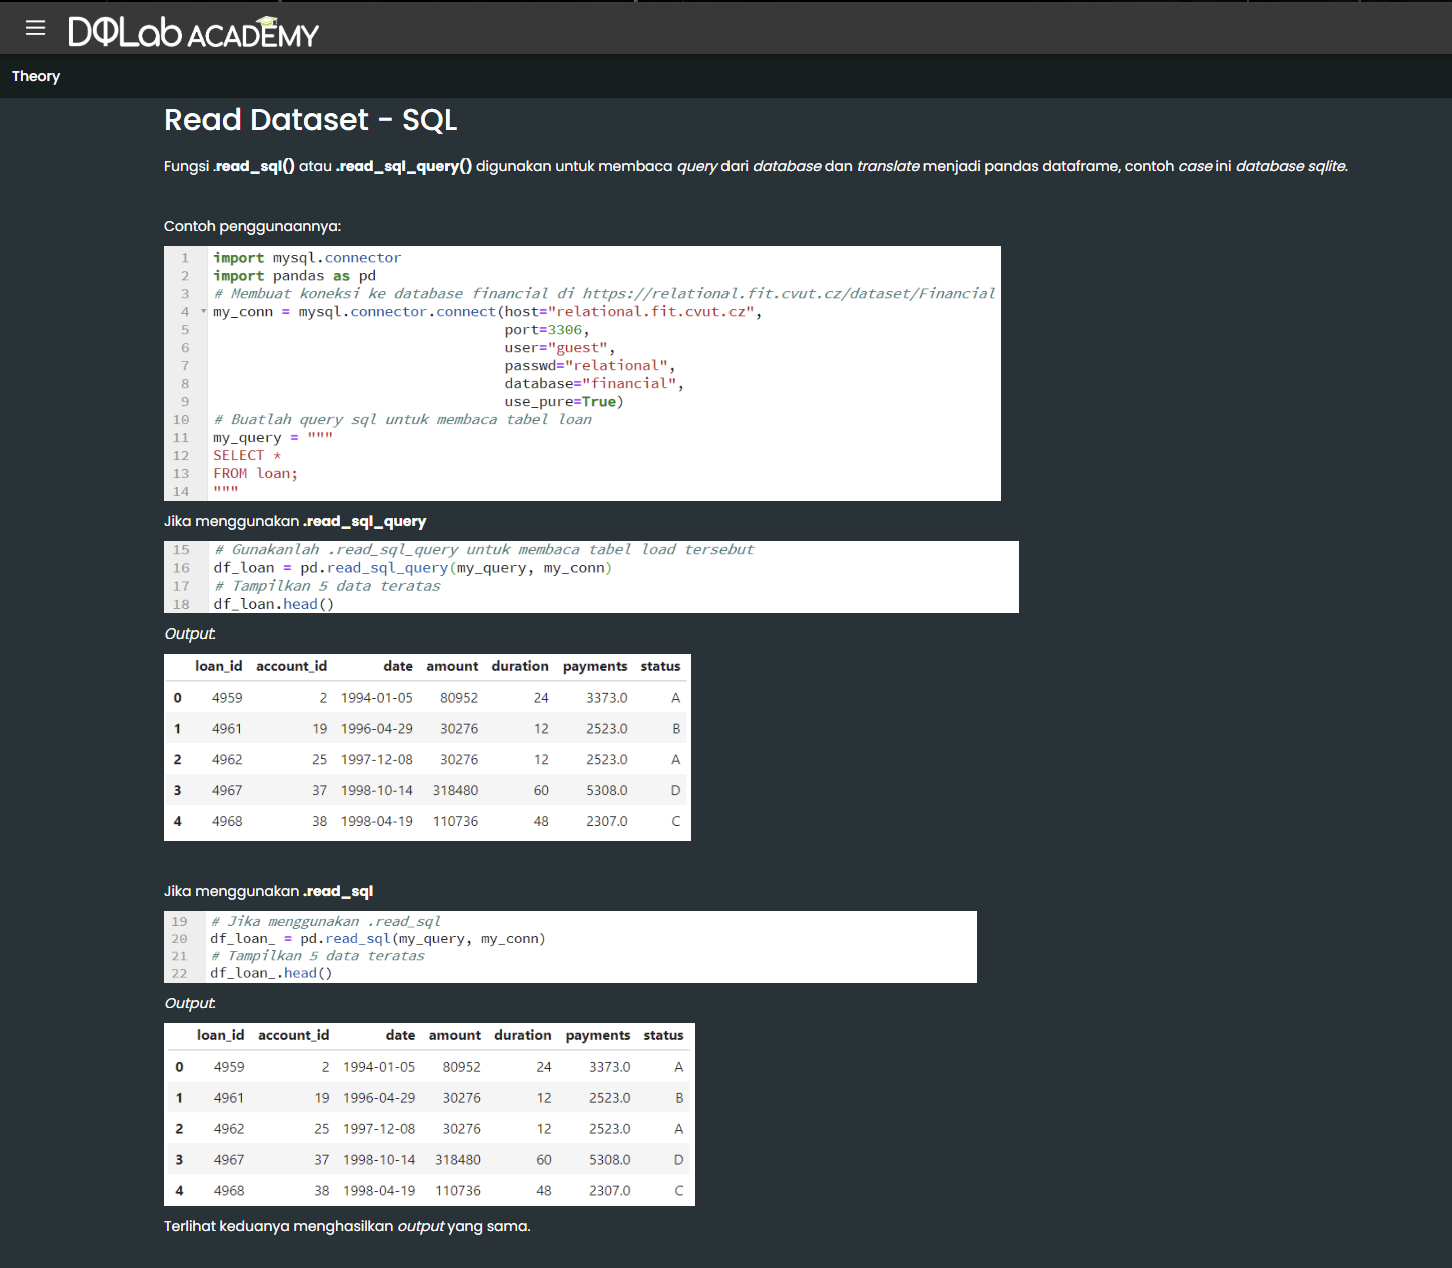 DQLab ACADEMY
Theory
Read Dataset - SQL
Fungsi .read_sql() atau .read_sql_query() digunakan untuk membaca query dari database dan translate menjadi pandas dataframe, contoh case ini database sqlite.
Contoh penggunaannya:
1 import mysql.connector
2 import pandas as pd
3 # Membuat koneksi ke database financial di https://relational.fit.cvut.cz/dataset/Financial
4 my_conn = mysql.connector.connect(host="relational.fit.cvut.cz",
5 port=3306,
6 user="guest",
7 passwd="relational",
8 database="financial",
9 use_pure=True)
10 # Buatlah query sql untuk membaca tabel loan
11 my_query = """
12 SELECT *
13 FROM loan;
14 """
Jika menggunakan .read_sql_query
15 # Gunakanlah .read_sql_query untuk membaca tabel load tersebut
16 df_loan = pd.read_sql_query(my_query, my_conn)
17 # Tampilkan 5 data teratas
18 df_loan.head()
Output:
loan_id account_id date amount duration payments status
0 4959 2 1994-01-05 80952 24 3373.0 A
1 4961 19 1996-04-29 30276 12 2523.0 B
2 4962 25 1997-12-08 30276 12 2523.0 A
3 4967 37 1998-10-14 318480 60 5308.0 D
4 4968 38 1998-04-19 110736 48 2307.0 C
Jika menggunakan .read_sql
19 # Jika menggunakan .read_sql
20 df_loan_ = pd.read_sql(my_query, my_conn)
21 # Tampilkan 5 data teratas
22 df_loan_.head()
Output:
loan_id account_id date amount duration payments status
0 4959 2 1994-01-05 80952 24 3373.0 A
1 4961 19 1996-04-29 30276 12 2523.0 B
2 4962 25 1997-12-08 30276 12 2523.0 A
3 4967 37 1998-10-14 318480 60 5308.0 D
4 4968 38 1998-04-19 110736 48 2307.0 C
Terlihat keduanya menghasilkan output yang sama.